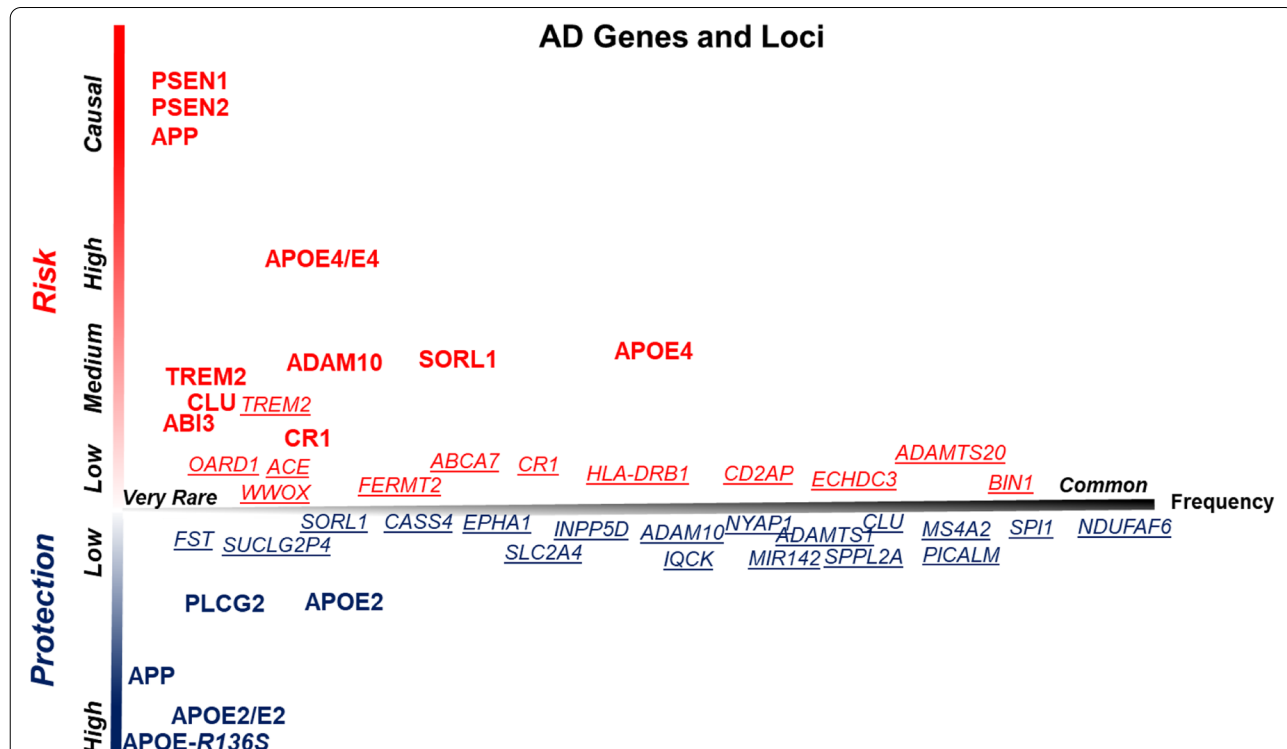 AD Genes and Loci
Risk
Causal
High
Medium
Low
PSEN1
PSEN2
APP
APOE4/E4
APOE4
SORL1
ADAM10
TREM2
CLU TREM2
ABI3
CR1
ADAMTS20
ABCA7
OARD1 ACE CR1
HLA-DRB1 CD2AP
ECHDC3 BIN1
FERMT2
WWOX
Very Rare
Common
Frequency
Protection
Low
High
SORL1 CASS4 EPHA1 NYAP1 CLU
INPP5D MS4A2 SPI1 NDUFAF6
FST ADAM10 ADAMTS1
SUCLG2P4
SLC2A4 IQCK MIR142 SPPL2A PICALM
PLCG2 APOE2
APP
APOE2/E2
APOE-R136S